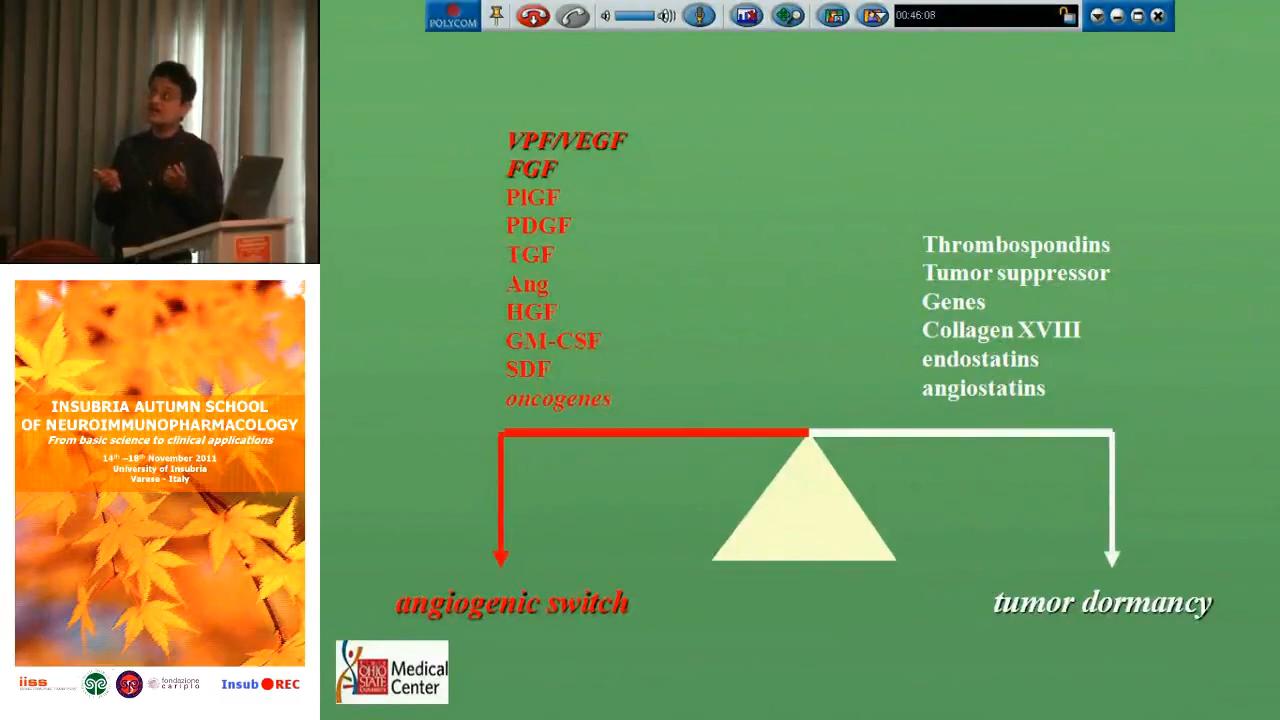 POLYCOM
00:46:08
VPF/VEGF
FGF
PlGF
PDGF
TGF
Ang
HGF
GM-CSF
SDF
oncogenes
Thrombospondins
Tumor suppressor
Genes
Collagen XVIII
endostatins
angiostatins
angiogenic switch
tumor dormancy
OHIO
STATE
Medical
Center
INSUBRIA AUTUMN SCHOOL
OF NEUROIMMUNOPHARMACOLOGY
From basic science to clinical applications
14th –18th November 2011
University of Insubria
Varese - Italy
iiss
fondazione
cariplo
Insub REC